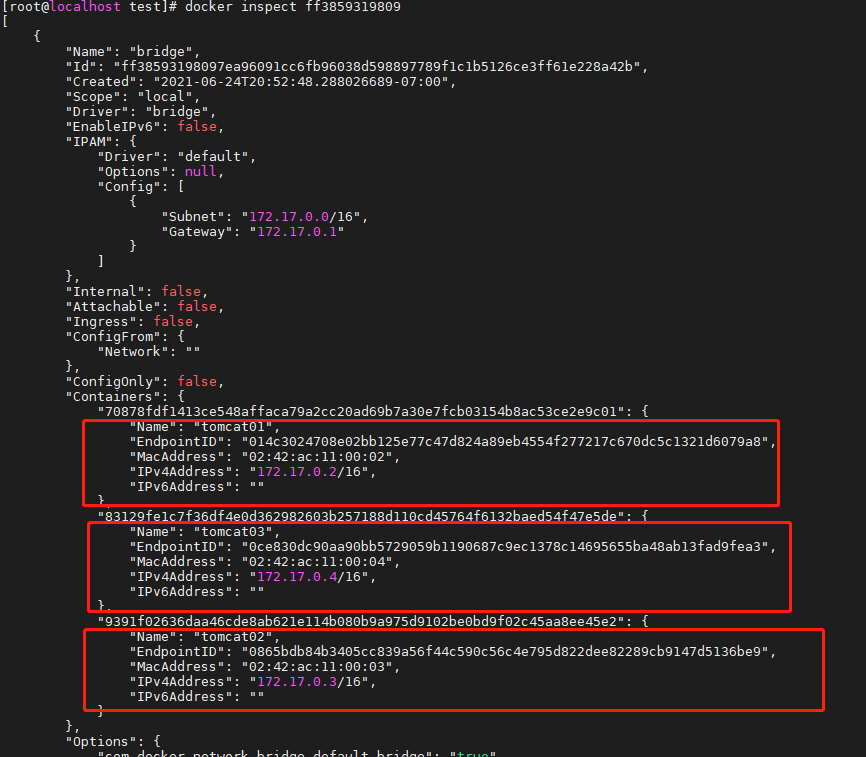 [root@localhost test]# docker inspect ff3859319809
[
    {
        "Name": "bridge",
        "Id": "ff38593198097ea96091cc6fb96038d598897789f1c1b5126ce3ff61e228a42b",
        "Created": "2021-06-24T20:52:48.288026689-07:00",
        "Scope": "local",
        "Driver": "bridge",
        "EnableIPv6": false,
        "IPAM": {
            "Driver": "default",
            "Options": null,
            "Config": [
                {
                    "Subnet": "172.17.0.0/16",
                    "Gateway": "172.17.0.1"
                }
            ]
        },
        "Internal": false,
        "Attachable": false,
        "Ingress": false,
        "ConfigFrom": {
            "Network": ""
        },
        "ConfigOnly": false,
        "Containers": {
            "70878fdf1413ce548affaca79a2cc20ad69b7a30e7fcb03154b8ac53ce2e9c01": {
                "Name": "tomcat01",
                "EndpointID": "014c3024708e02bb125e77c47d824a89eb4554f277217c670dc5c1321d6079a8",
                "MacAddress": "02:42:ac:11:00:02",
                "IPv4Address": "172.17.0.2/16",
                "IPv6Address": ""
            },
            "83129fe1c7f36df4e0d362982603b257188d110cd45764f6132baed54f47e5de": {
                "Name": "tomcat03",
                "EndpointID": "0ce830dc90aa90bb5729059b1190687c9ec1378c14695655ba48ab13fad9fea3",
                "MacAddress": "02:42:ac:11:00:04",
                "IPv4Address": "172.17.0.4/16",
                "IPv6Address": ""
            },
            "9391f02636daa46cde8ab621e114b080b9a975d9102be0bd9f02c45aa8ee45e2": {
                "Name": "tomcat02",
                "EndpointID": "0865bdb84b3405cc839a56f44c590c56c4e795d822dee82289cb9147d5136be9",
                "MacAddress": "02:42:ac:11:00:03",
                "IPv4Address": "172.17.0.3/16",
                "IPv6Address": ""
            }
        },
        "Options": {
            "com.docker.network.bridge.default_bridge": "true"